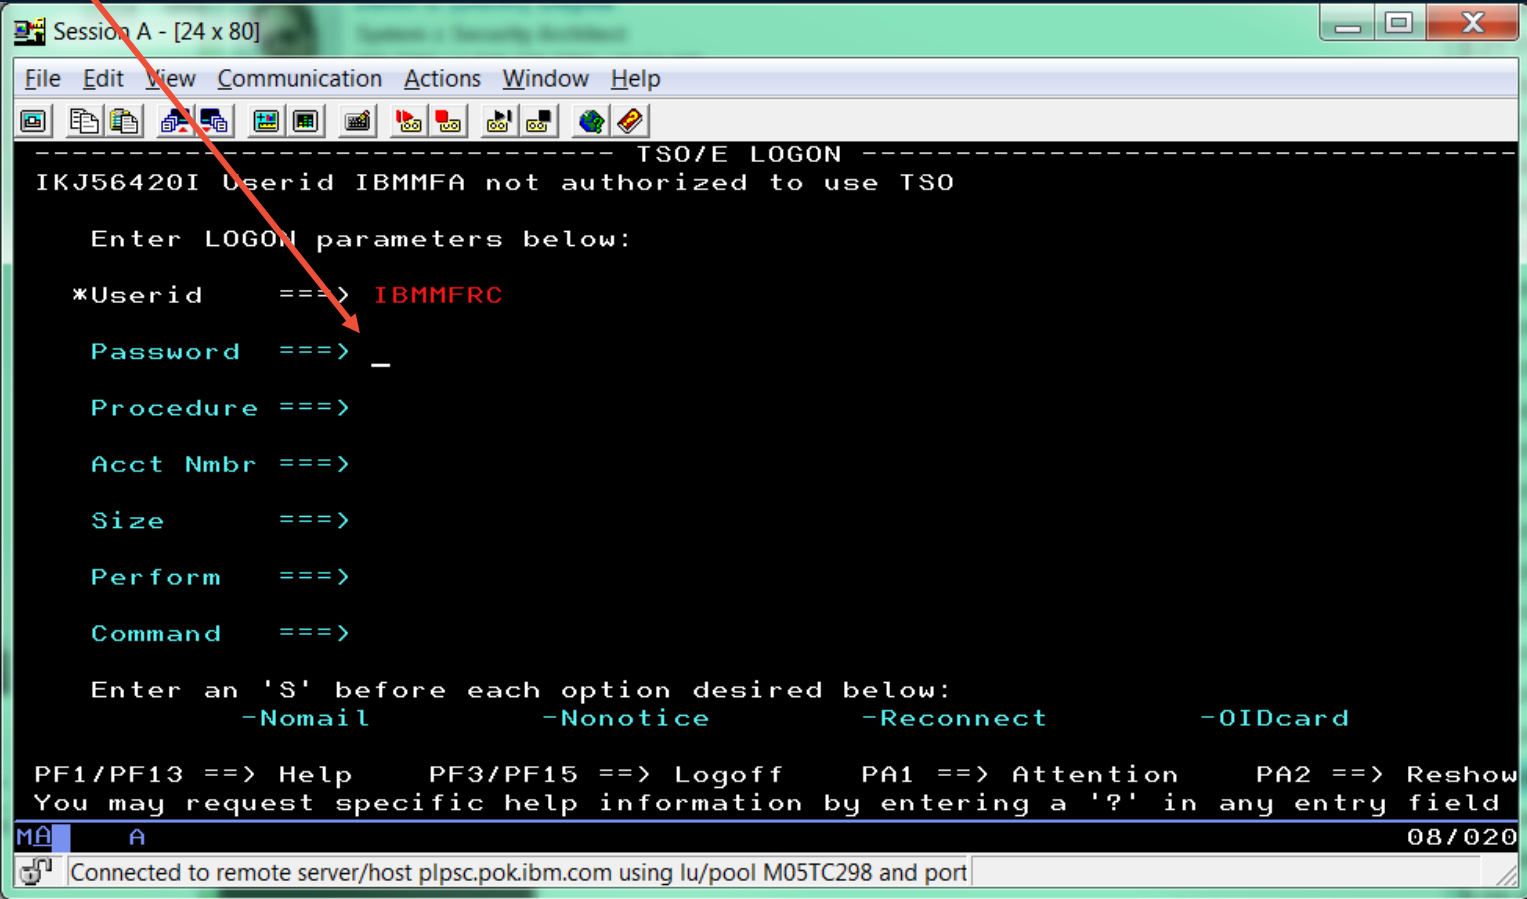 Session A - [24 x 80]
File Edit View Communication Actions Window Help
------------------------------- TSO/E LOGON -----------------------------------
IKJ56420I Userid IBMMFA not authorized to use TSO
Enter LOGON parameters below:
*Userid ===> IBMMFRC
Password ===> _
Procedure ===>
Acct Nmbr ===>
Size ===>
Perform ===>
Command ===>
Enter an 'S' before each option desired below:
-Nomail -Nonotice -Reconnect -OIDcard
PF1/PF13 ==> Help PF3/PF15 ==> Logoff PA1 ==> Attention PA2 ==> Reshow
You may request specific help information by entering a '?' in any entry field
MA A 08/020
Connected to remote server/host plpsc.pok.ibm.com using lu/pool M05TC298 and port